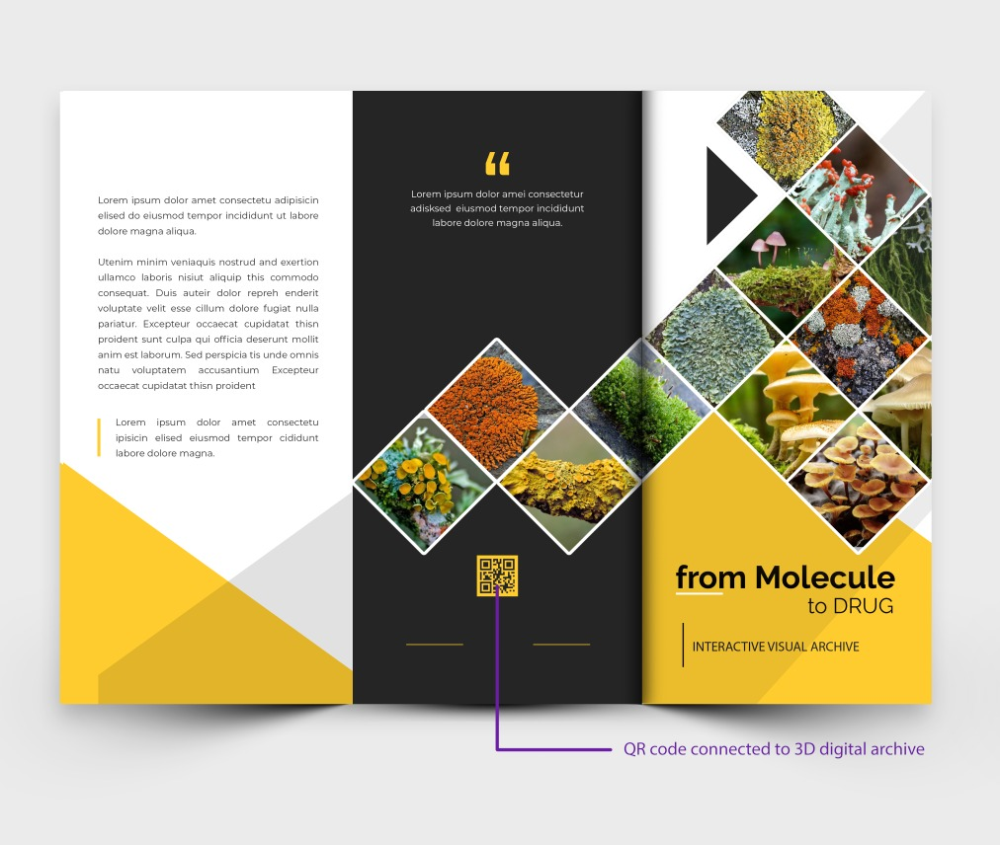 Lorem ipsum dolor amet consectetu adipisicin
elised do eiusmod tempor incididunt ut labore
dolore magna aliqua.
Utenim minim veniaquis nostrud and exertion
ullamco laboris nisiut aliquip this commodo
consequat. Duis auteir dolor repreh enderit
voluptate velit esse cillum dolore fugiat nulla
pariatur. Excepteur occaecat cupidatat thisn
proident sunt culpa qui officia deserunt mollit
anim est laborum. Sed perspicia tis unde omnis
natu voluptatem accusantium Excepteur
occaecat cupidatat thisn proident
Lorem ipsum dolor amet consectetu
ipisicin elised eiusmod tempor cididunt
labore dolore magna.
“
Lorem ipsum dolor amei consectetur
adisksed eiusmod tempor incididunt
labore dolore magna aliqua.
from Molecule
to DRUG
INTERACTIVE VISUAL ARCHIVE
QR code connected to 3D digital archive